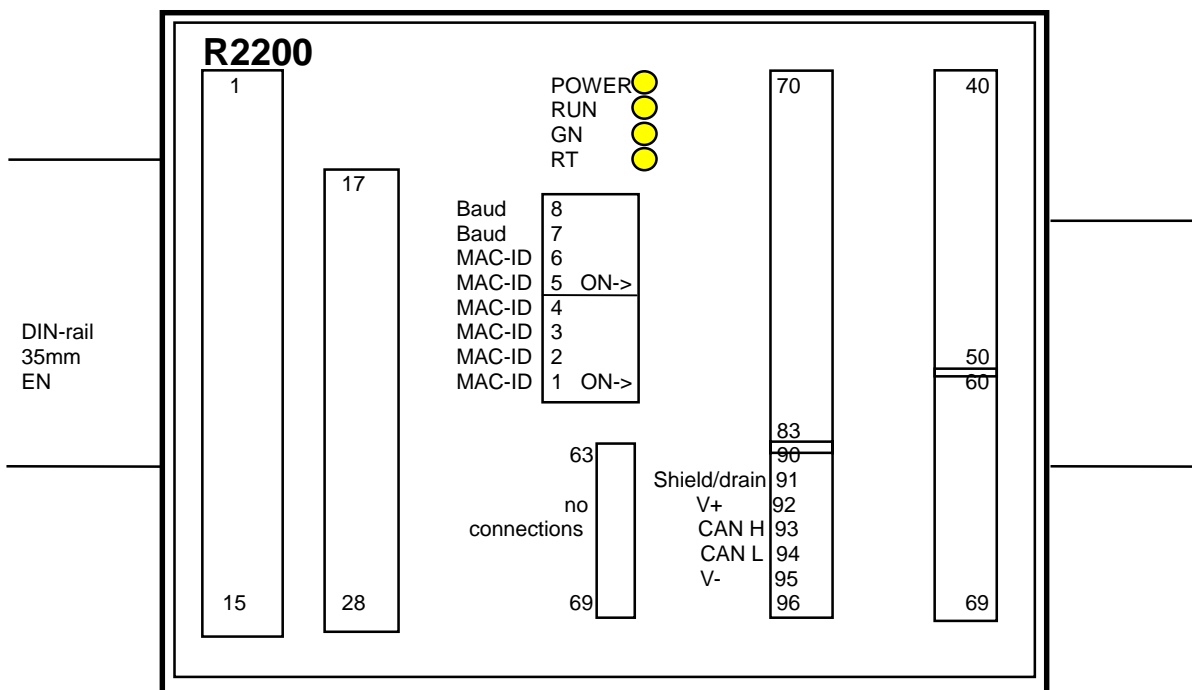 R2200
1
POWER
70
40
RUN
GN
RT
17
Baud 8
Baud 7
MAC-ID 6
MAC-ID 5 ON->
MAC-ID 4
DIN-rail
MAC-ID 3
35mm
MAC-ID 2
50
EN
MAC-ID 1 ON->
60
83
63
90
Shield/drain 91
no
V+ 92
connections
CAN H 93
CAN L 94
V- 95
15
28
69
96
69